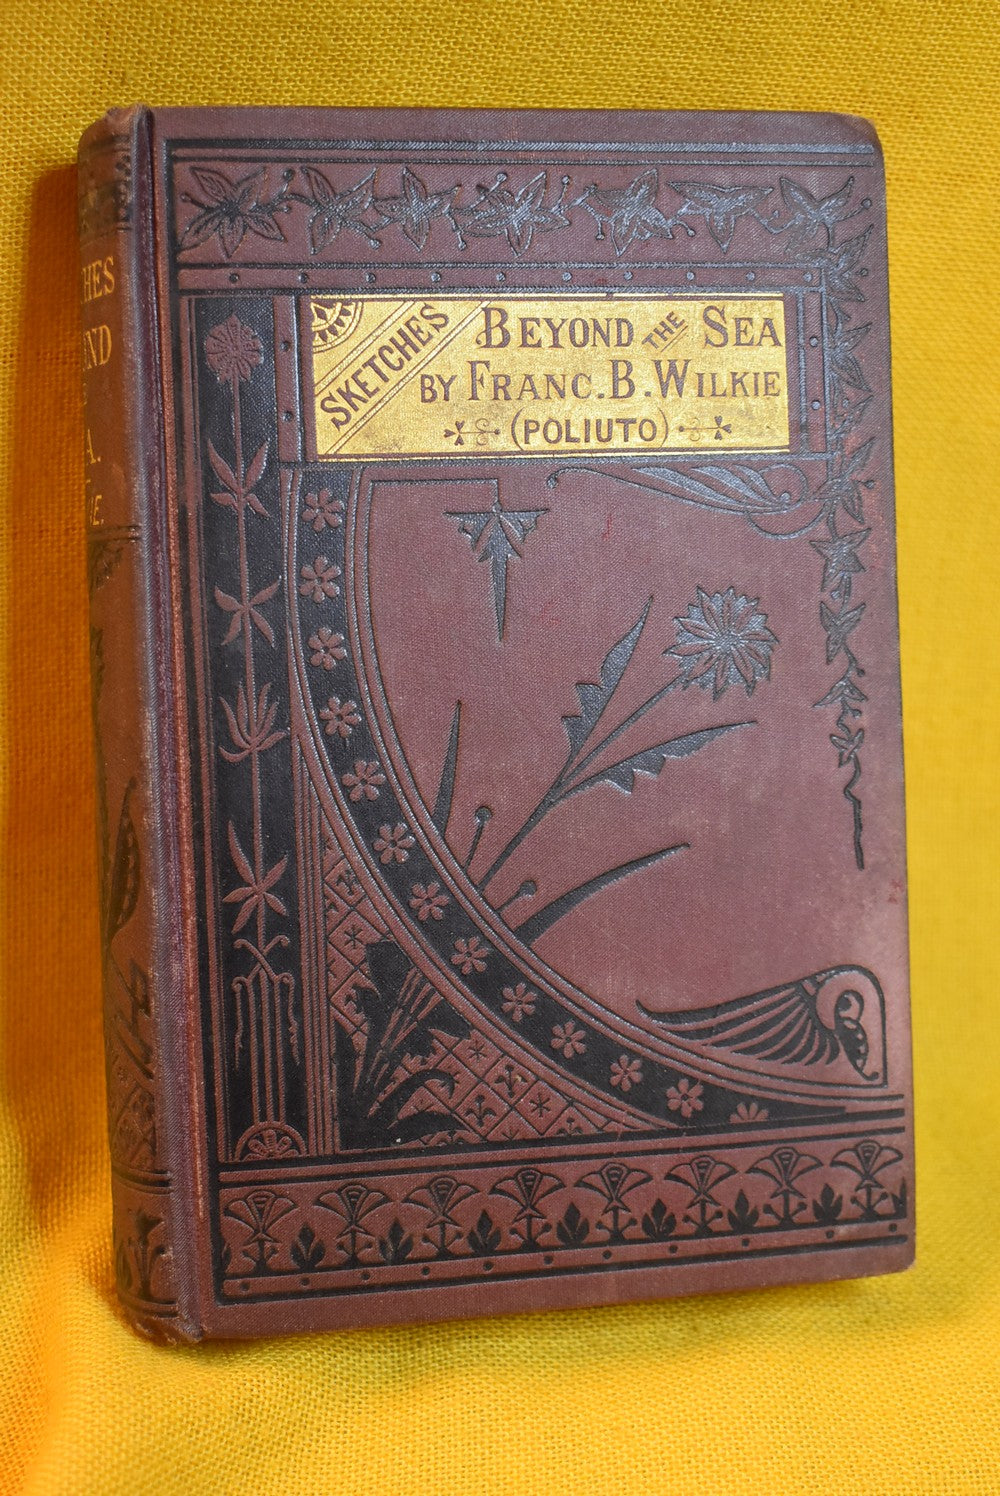 SKETCHES
BEYOND THE SEA
BY FRANC. B. WILKIE
(POLIUTO)